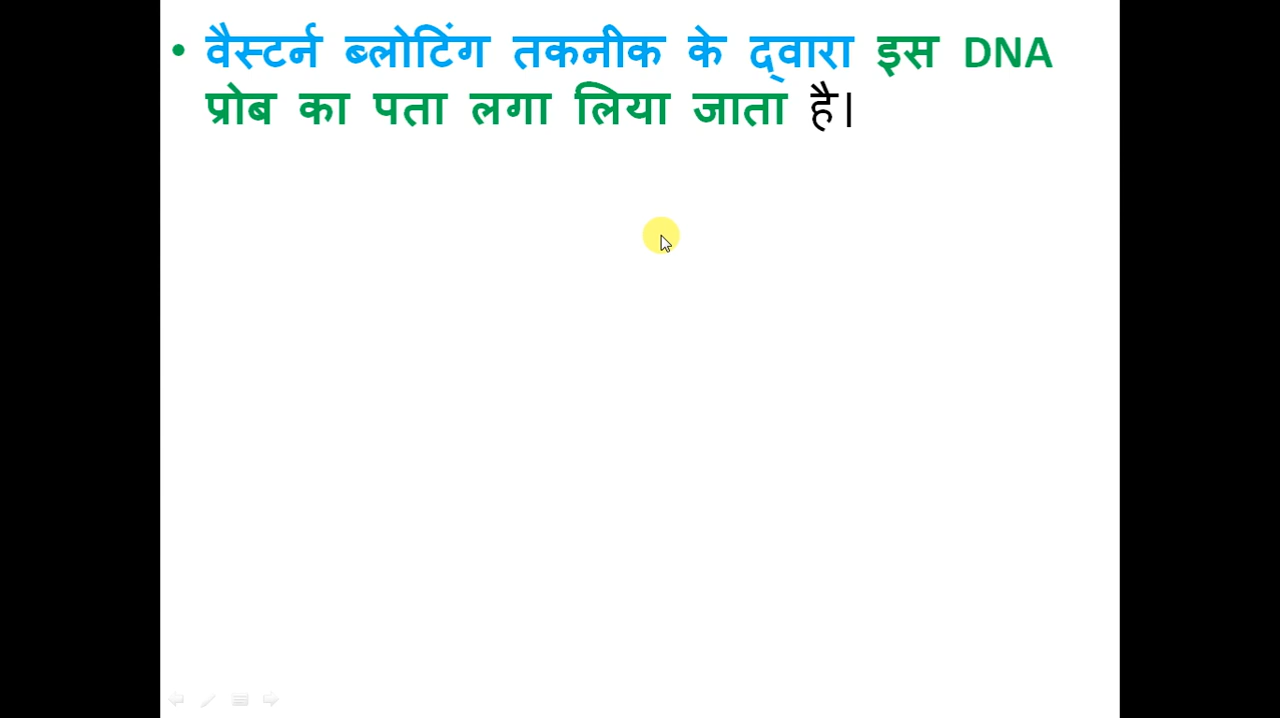 • वैस्टर्न ब्लोटिंग तकनीक के द्वारा इस DNA
प्रोब का पता लगा लिया जाता है।